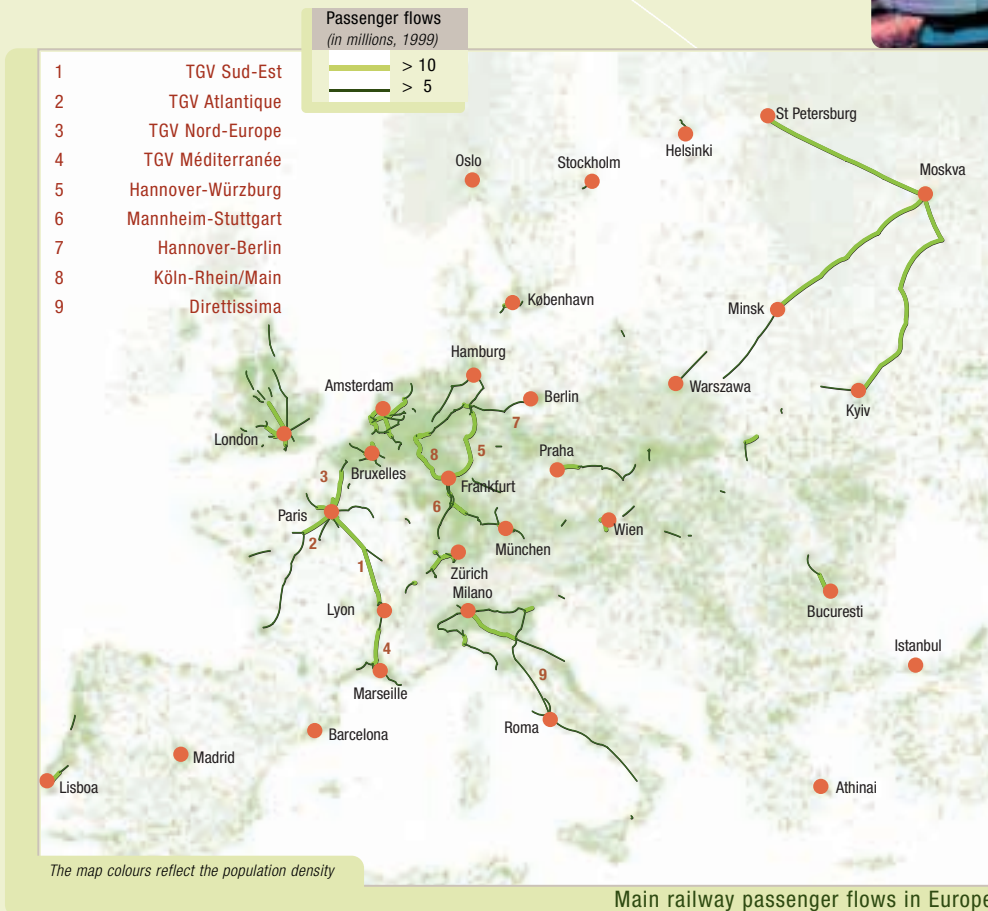 Passenger flows
(in millions, 1999)
> 10
> 5
1 TGV Sud-Est
2 TGV Atlantique
3 TGV Nord-Europe
4 TGV Méditerranée
5 Hannover-Würzburg
6 Mannheim-Stuttgart
7 Hannover-Berlin
8 Köln-Rhein/Main
9 Direttissima
St Petersburg
Helsinki
Moskva
Oslo
Stockholm
København
Minsk
Hamburg
Amsterdam
Berlin
Warszawa
Kyiv
London
7
8
5
Praha
3
Bruxelles
Frankfurt
6
Paris
Wien
2
München
1
Zürich
Milano
Lyon
Bucuresti
4
Istanbul
9
Marseille
Roma
Barcelona
Madrid
Lisboa
Athinai
The map colours reflect the population density
Main railway passenger flows in Europe